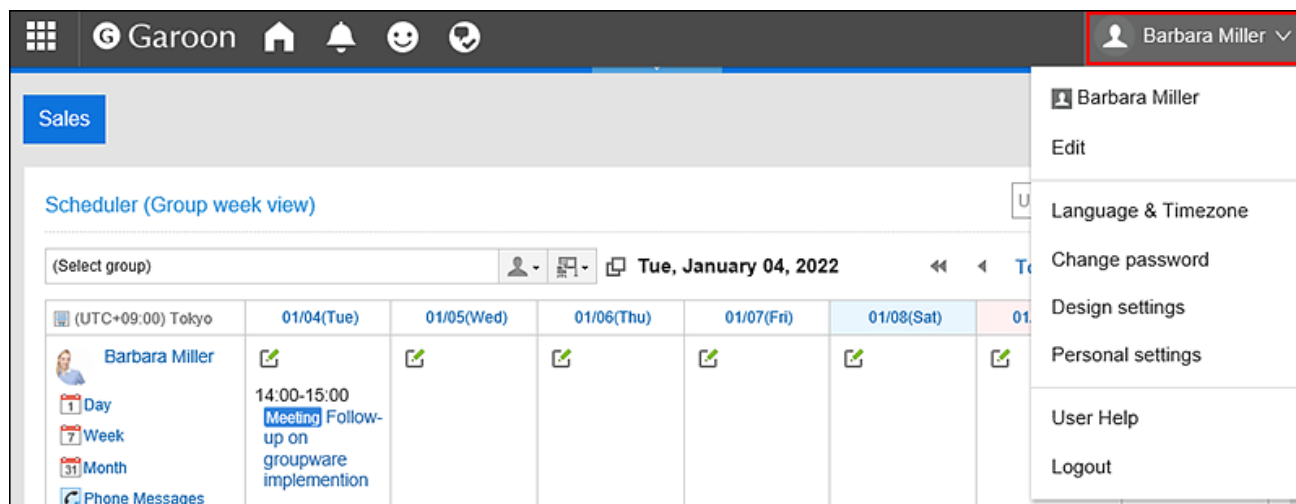 Garoon
Barbara Miller
Barbara Miller
Edit
Language & Timezone
Change password
Design settings
Personal settings
User Help
Logout
Sales
Scheduler (Group week view)
(Select group)
Tue, January 04, 2022
(UTC+09:00) Tokyo 01/04(Tue) 01/05(Wed) 01/06(Thu) 01/07(Fri) 01/08(Sat) 01
Barbara Miller
Day
Week
Month
Phone Messages
14:00-15:00
Meeting Follow-
up on
groupware
implemention